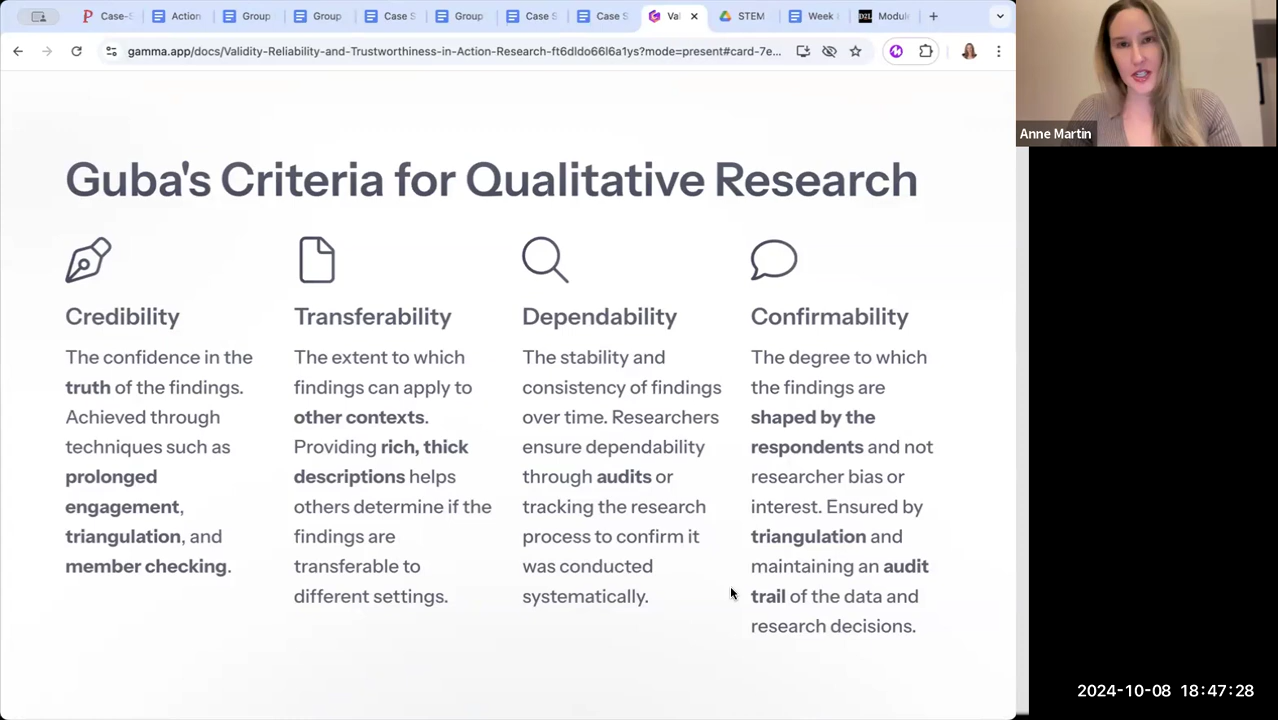 Case-S
Action
Group
Group
Case S
Group
Case S
Case S
Val
STEM
Week
D2L
Module
gamma.app/docs/Validity-Reliability-and-Trustworthiness-in-Action-Research-ft6dldo66l6a1ys?mode=present#card-7e...
Anne Martin
Guba's Criteria for Qualitative Research
Credibility
The confidence in the
truth of the findings.
Achieved through
techniques such as
prolonged
engagement,
triangulation, and
member checking.
Transferability
The extent to which
findings can apply to
other contexts.
Providing rich, thick
descriptions helps
others determine if the
findings are
transferable to
different settings.
Dependability
The stability and
consistency of findings
over time. Researchers
ensure dependability
through audits or
tracking the research
process to confirm it
was conducted
systematically.
Confirmability
The degree to which
the findings are
shaped by the
respondents and not
researcher bias or
interest. Ensured by
triangulation and
maintaining an audit
trail of the data and
research decisions.
2024-10-08 18:47:28